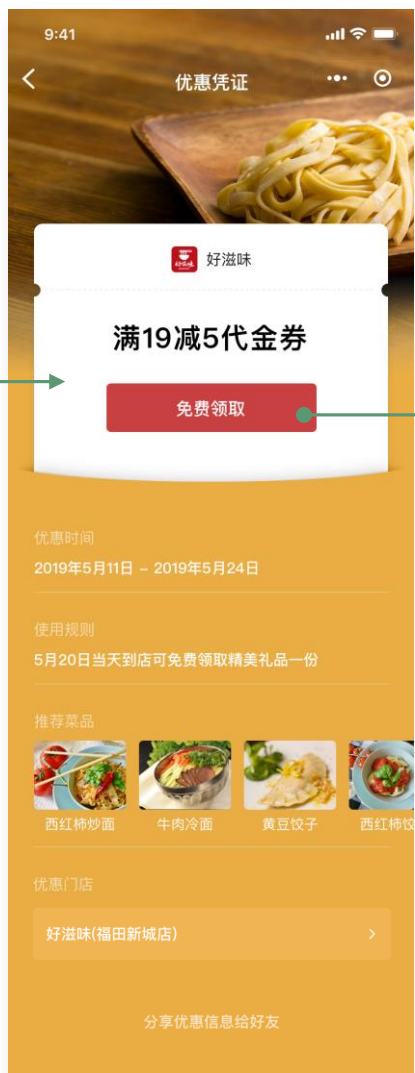 9:41
优惠凭证
好滋味
满19减5代金券
免费领取
优惠时间
2019年5月11日 – 2019年5月24日
使用规则
5月20日当天到店可免费领取精美礼品一份
推荐菜品
西红柿炒面 牛肉冷面 黄豆饺子 西红柿饺
优惠门店
好滋味(福田新城店)
分享优惠信息给好友